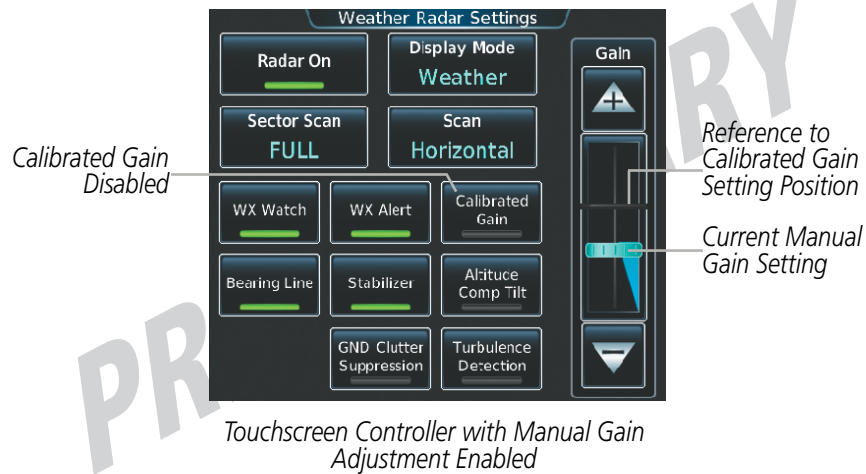 Weather Radar Settings
Radar On
Display Mode
Weather
Gain
Sector Scan
FULL
Scan
Horizontal
WX Watch
WX Alert
Calibrated
Gain
Bearing Line
Stabilizer
Altitude
Comp Tilt
GND Clutter
Suppression
Turbulence
Detection
Calibrated Gain
Disabled
Reference to
Calibrated Gain
Setting Position
Current Manual
Gain Setting
Touchscreen Controller with Manual Gain
Adjustment Enabled